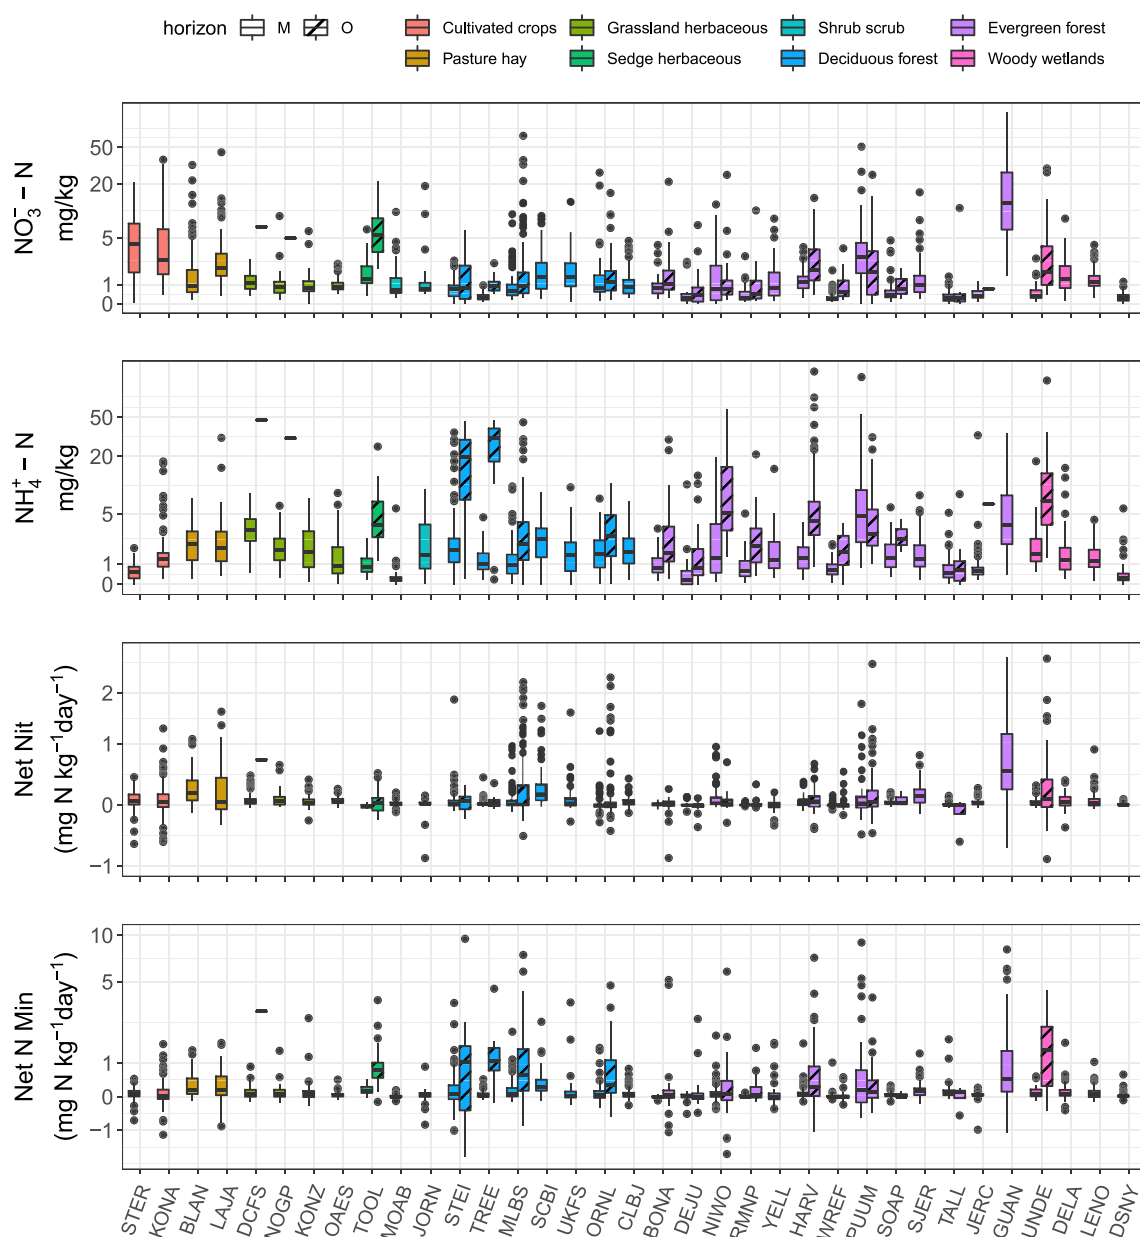 horizon M O Cultivated crops Grassland herbaceous Shrub scrub Evergreen forest
Pasture hay Sedge herbaceous Deciduous forest Woody wetlands
NO₃⁻ – N
mg/kg
50
20
5
1
0
NH₄⁺ – N
mg/kg
50
20
5
1
0
Net Nit
(mg N kg⁻¹day⁻¹)
2
1
0
−1
Net N Min
(mg N kg⁻¹day⁻¹)
10
5
1
0
−1
STER KONA BLAN LAJA DCFS NOGP KONZ OAES TOOL MOAB JORN STEI TREE MLBS SCBI UKFS ORNL CLBJ BONA DEJU NIWO RMNP YELL HARV WREF PUUM SOAP SJER TALL JERC GUAN UNDE DELA LENO DSNY